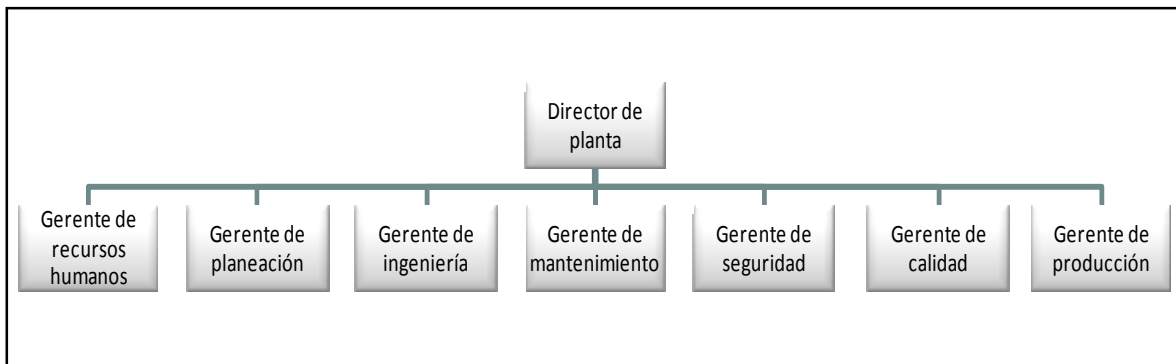 Director de
planta
Gerente de
recursos
humanos
Gerente de
planeación
Gerente de
ingeniería
Gerente de
mantenimiento
Gerente de
seguridad
Gerente de
calidad
Gerente de
producción